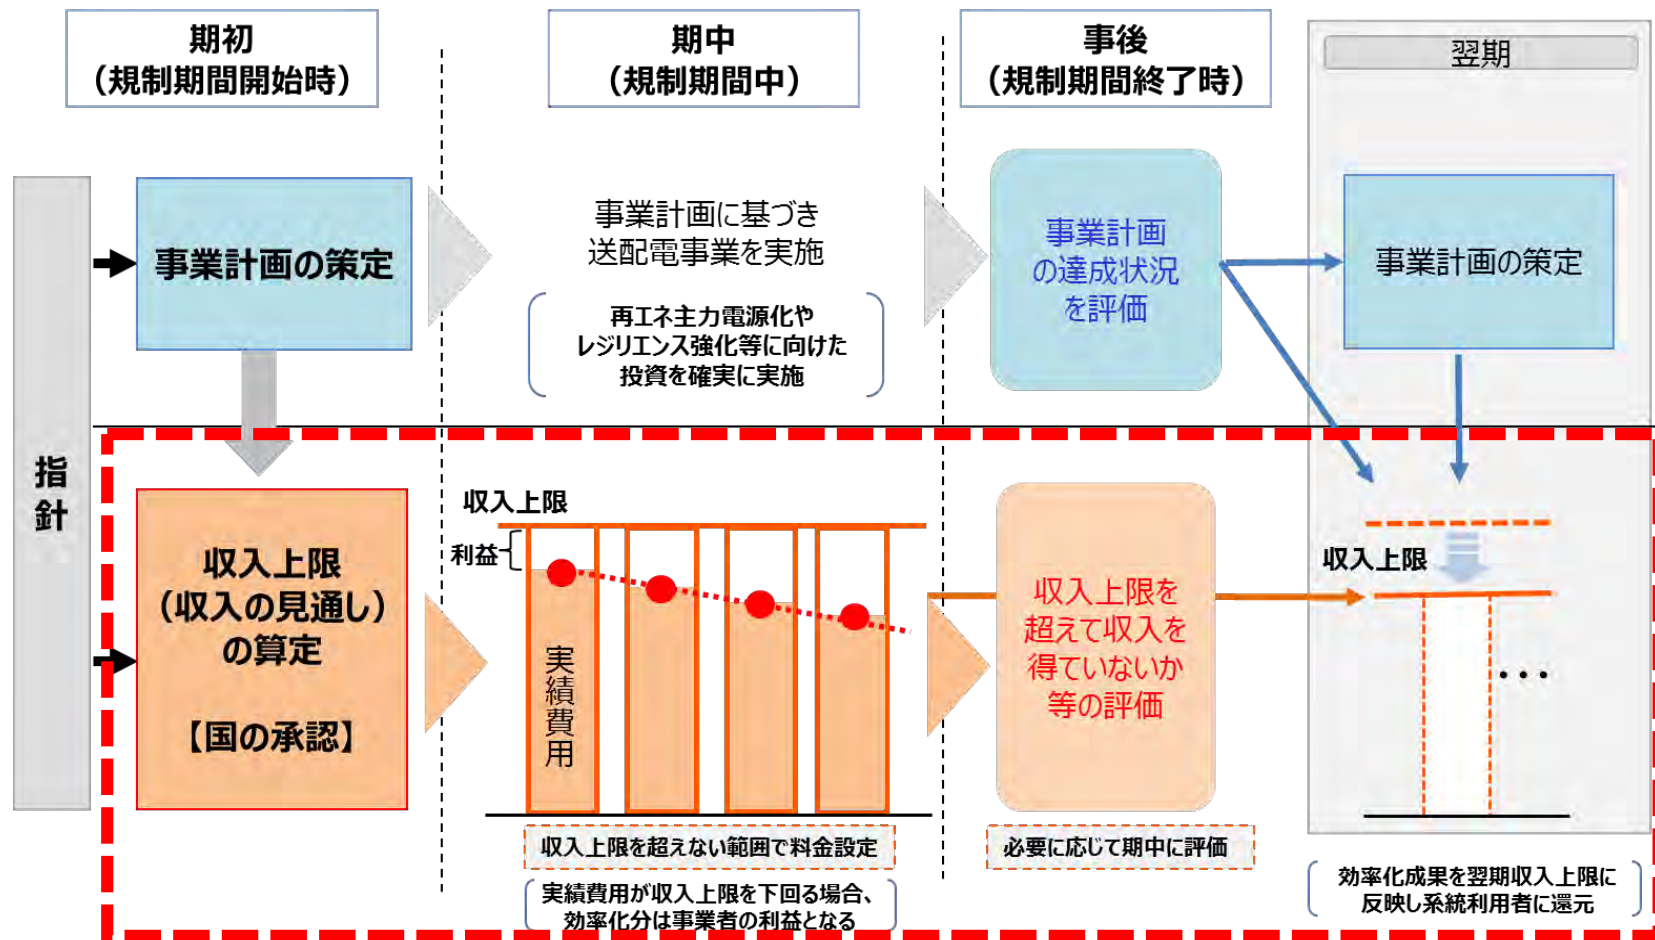 期初
（規制期間開始時）
期中
（規制期間中）
事後
（規制期間終了時）
翌期
指
針
事業計画の策定
事業計画に基づき
送配電事業を実施
再エネ主力電源化や
レジリエンス強化等に向けた
投資を確実に実施
事業計画
の達成状況
を評価
事業計画の策定
収入上限
（収入の見通し）
の算定
【国の承認】
収入上限
利益
実
績
費
用
収入上限を超えない範囲で料金設定
実績費用が収入上限を下回る場合、
効率化分は事業者の利益となる
収入上限を
超えて収入を
得ていないか
等の評価
必要に応じて期中に評価
収入上限
･･･
効率化成果を翌期収入上限に
反映し系統利用者に還元